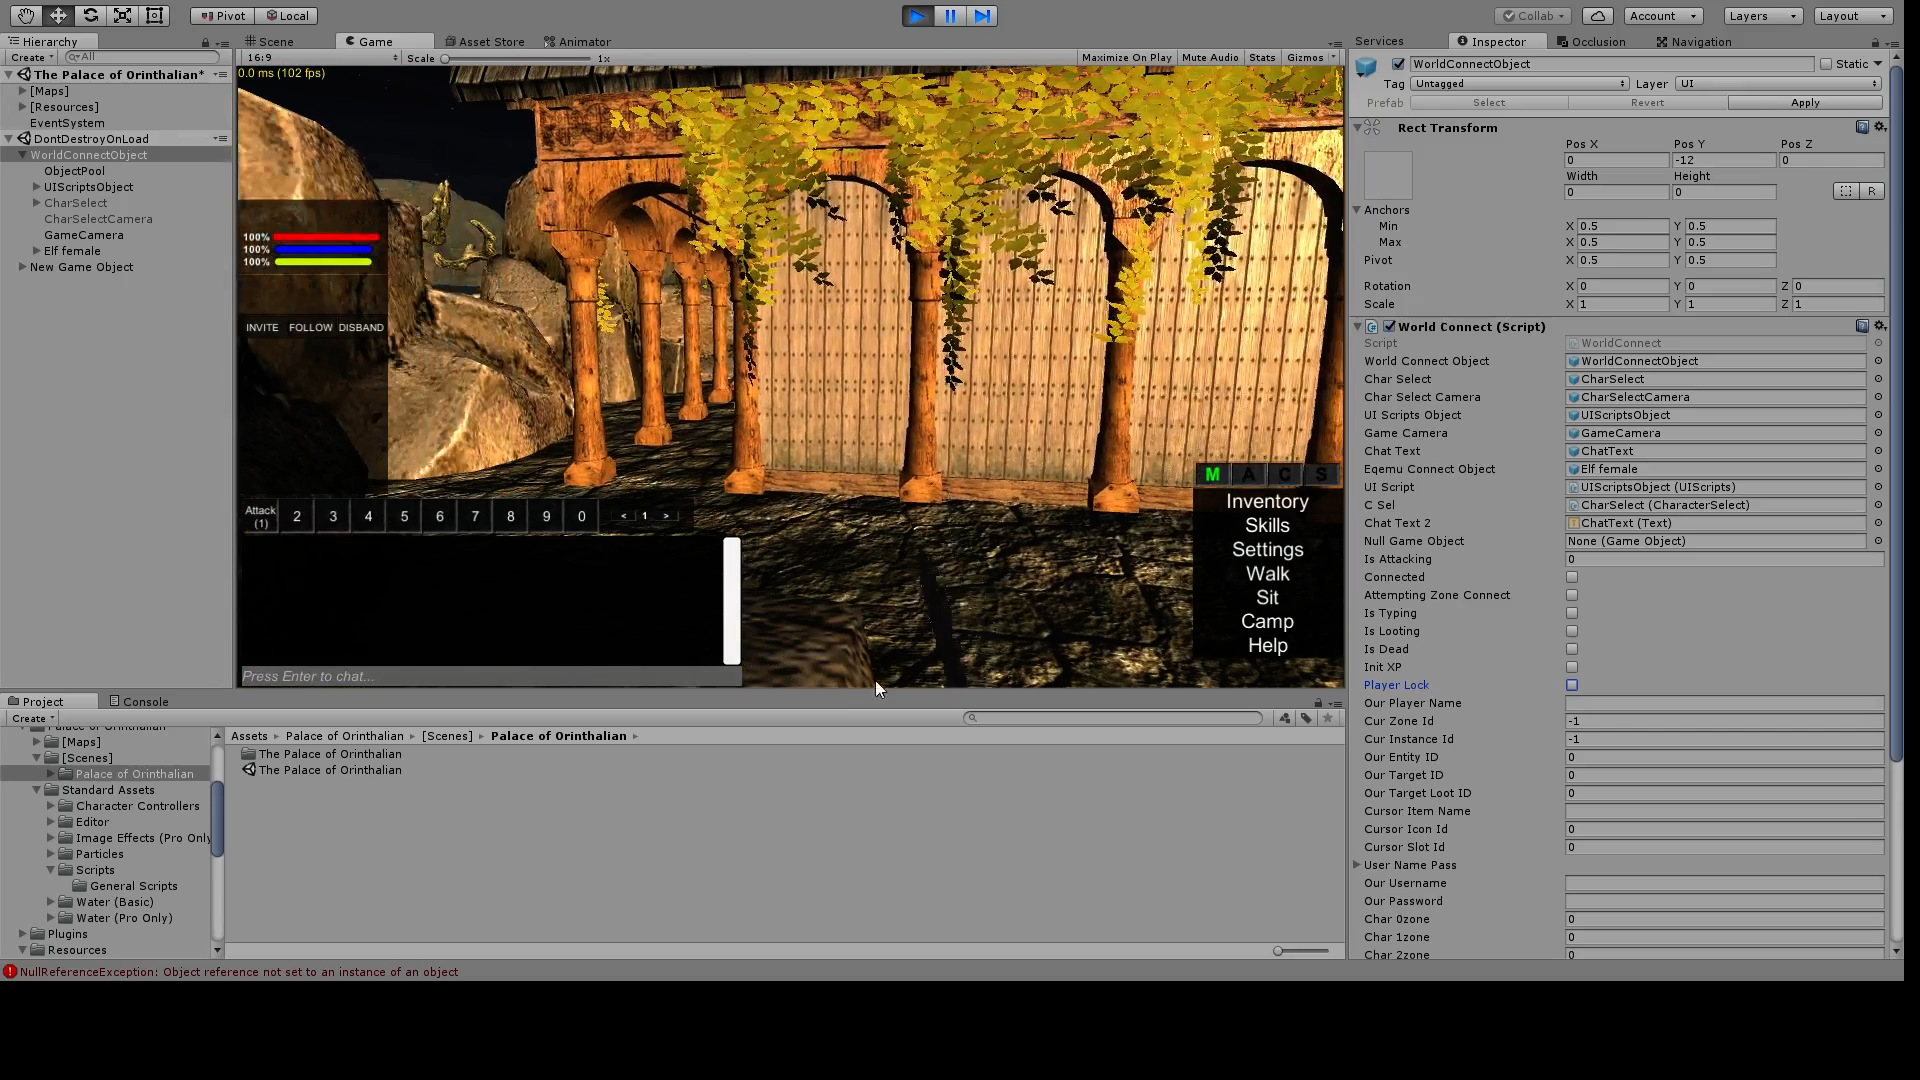 Pivot Local Collab Account Layers Layout
Hierarchy Scene Game Asset Store Animator Services Inspector Occlusion Navigation
Create All 16:9 Scale 1x Maximize On Play Mute Audio Stats Gizmos
WorldConnectObject Static
Tag Untagged Layer UI
Prefab Select Revert Apply
The Palace of Orinthalian*
[Maps]
[Resources]
EventSystem
DontDestroyOnLoad
WorldConnectObject
ObjectPool
UIScriptsObject
CharSelect
CharSelectCamera
GameCamera
Elf female
New Game Object
0.0 ms (102 fps)
100%
100%
100%
INVITE FOLLOW DISBAND
Attack (1) 2 3 4 5 6 7 8 9 0 < 1 >
Press Enter to chat...
M A C S
Inventory
Skills
Settings
Walk
Sit
Camp
Help
Rect Transform
Pos X Pos Y Pos Z
0 -12 0
Width Height
0 0 R
Anchors
Min X 0.5 Y 0.5
Max X 0.5 Y 0.5
Pivot X 0.5 Y 0.5
Rotation X 0 Y 0 Z 0
Scale X 1 Y 1 Z 1
World Connect (Script)
Script WorldConnect
World Connect Object WorldConnectObject
Char Select CharSelect
Char Select Camera CharSelectCamera
UI Scripts Object UIScriptsObject
Game Camera GameCamera
Chat Text ChatText
Eqemu Connect Object Elf female
UI Script UIScriptsObject (UIScripts)
C Sel CharSelect (CharacterSelect)
Chat Text 2 ChatText (Text)
Null Game Object None (Game Object)
Is Attacking 0
Connected
Attempting Zone Connect
Is Typing
Is Looting
Is Dead
Init XP
Player Lock
Our Player Name
Cur Zone Id -1
Cur Instance Id -1
Our Entity ID 0
Our Target ID 0
Our Target Loot ID 0
Cursor Item Name
Cursor Icon Id 0
Cursor Slot Id 0
User Name Pass
Our Username
Our Password
Char 0zone 0
Char 1zone 0
Char 2zone 0
Project Console
Create
Palace of Orinthalian
[Maps]
[Scenes]
Palace of Orinthalian
Standard Assets
Character Controllers
Editor
Image Effects (Pro Only
Particles
Scripts
General Scripts
Water (Basic)
Water (Pro Only)
Plugins
Resources
Assets Palace of Orinthalian [Scenes] Palace of Orinthalian
The Palace of Orinthalian
The Palace of Orinthalian
NullReferenceException: Object reference not set to an instance of an object